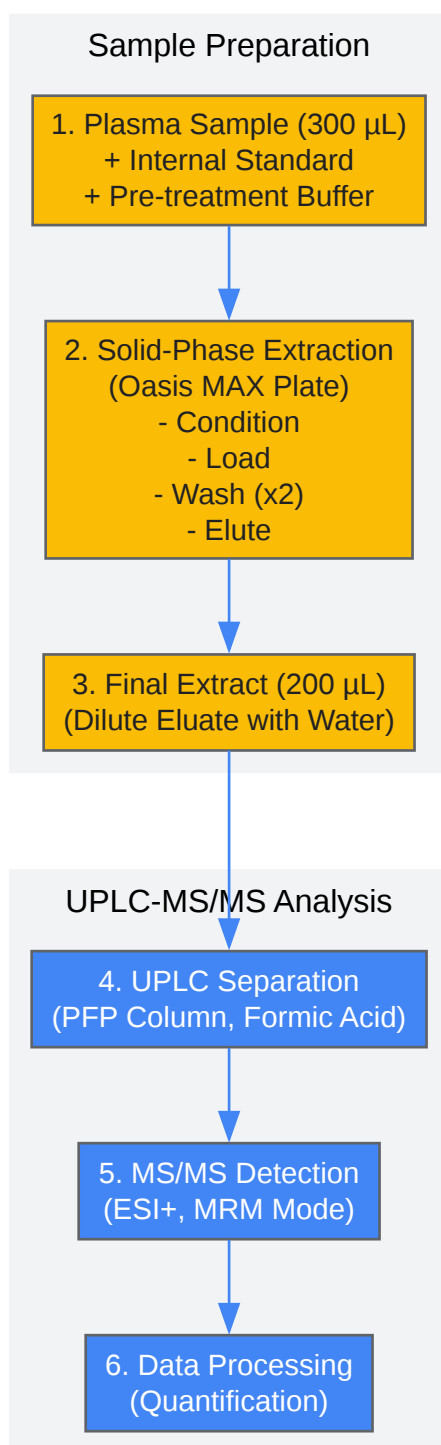 Sample Preparation
1. Plasma Sample (300 µL)
+ Internal Standard
+ Pre-treatment Buffer
2. Solid-Phase Extraction
(Oasis MAX Plate)
- Condition
- Load
- Wash (x2)
- Elute
3. Final Extract (200 µL)
(Dilute Eluate with Water)
UPLC-MS/MS Analysis
4. UPLC Separation
(PFP Column, Formic Acid)
5. MS/MS Detection
(ESI+, MRM Mode)
6. Data Processing
(Quantification)